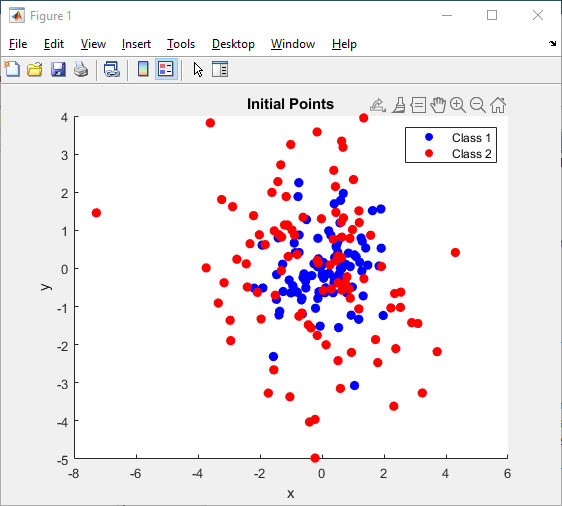 Figure 1
File Edit View Insert Tools Desktop Window Help
Initial Points
Class 1
Class 2
4
3
2
1
0
-1
-2
-3
-4
-5
y
-8 -6 -4 -2 0 2 4 6
x